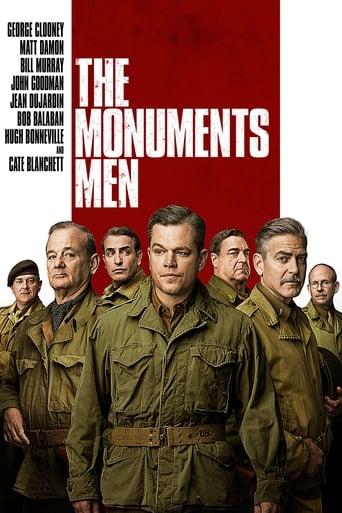 GEORGE CLOONEY
MATT DAMON
BILL MURRAY
JOHN GOODMAN
JEAN DUJARDIN
BOB BALABAN
HUGH BONNEVILLE
AND
CATE BLANCHETT
THE
MONUMENTS
MEN
U.S.